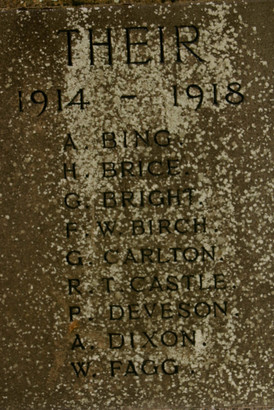 THEIR
1914 - 1918
A. BING.
H. BRICE.
G. BRIGHT.
F. W. BIRCH.
G. CARLTON.
R. T. CASTLE.
P. DEVESON.
A. DIXON.
W. FAGG.